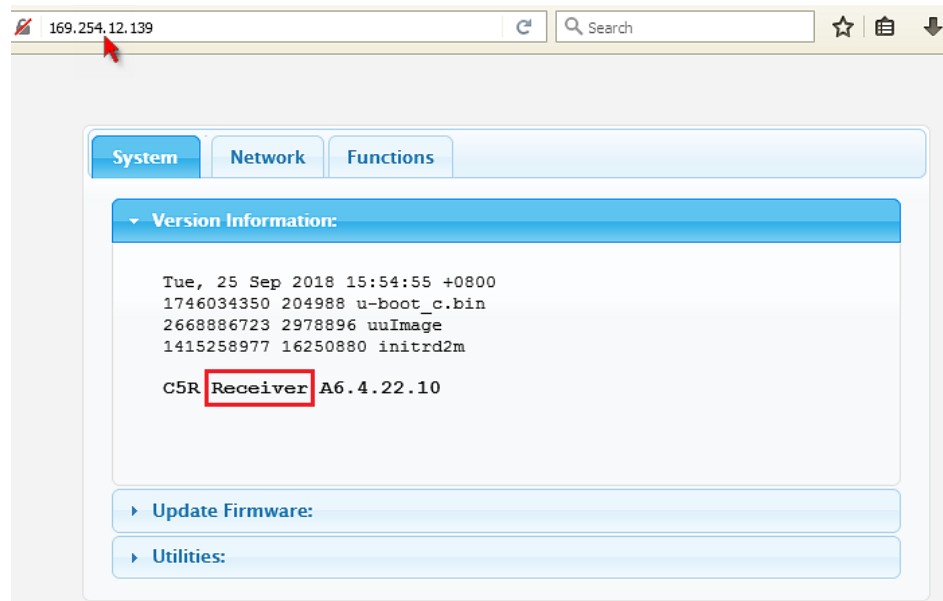 169.254.12.139
Search
System Network Functions
Version Information:
Tue, 25 Sep 2018 15:54:55 +0800
1746034350 204988 u-boot_c.bin
2668886723 2978896 uuImage
1415258977 16250880 initrd2m
C5R Receiver A6.4.22.10
Update Firmware:
Utilities: